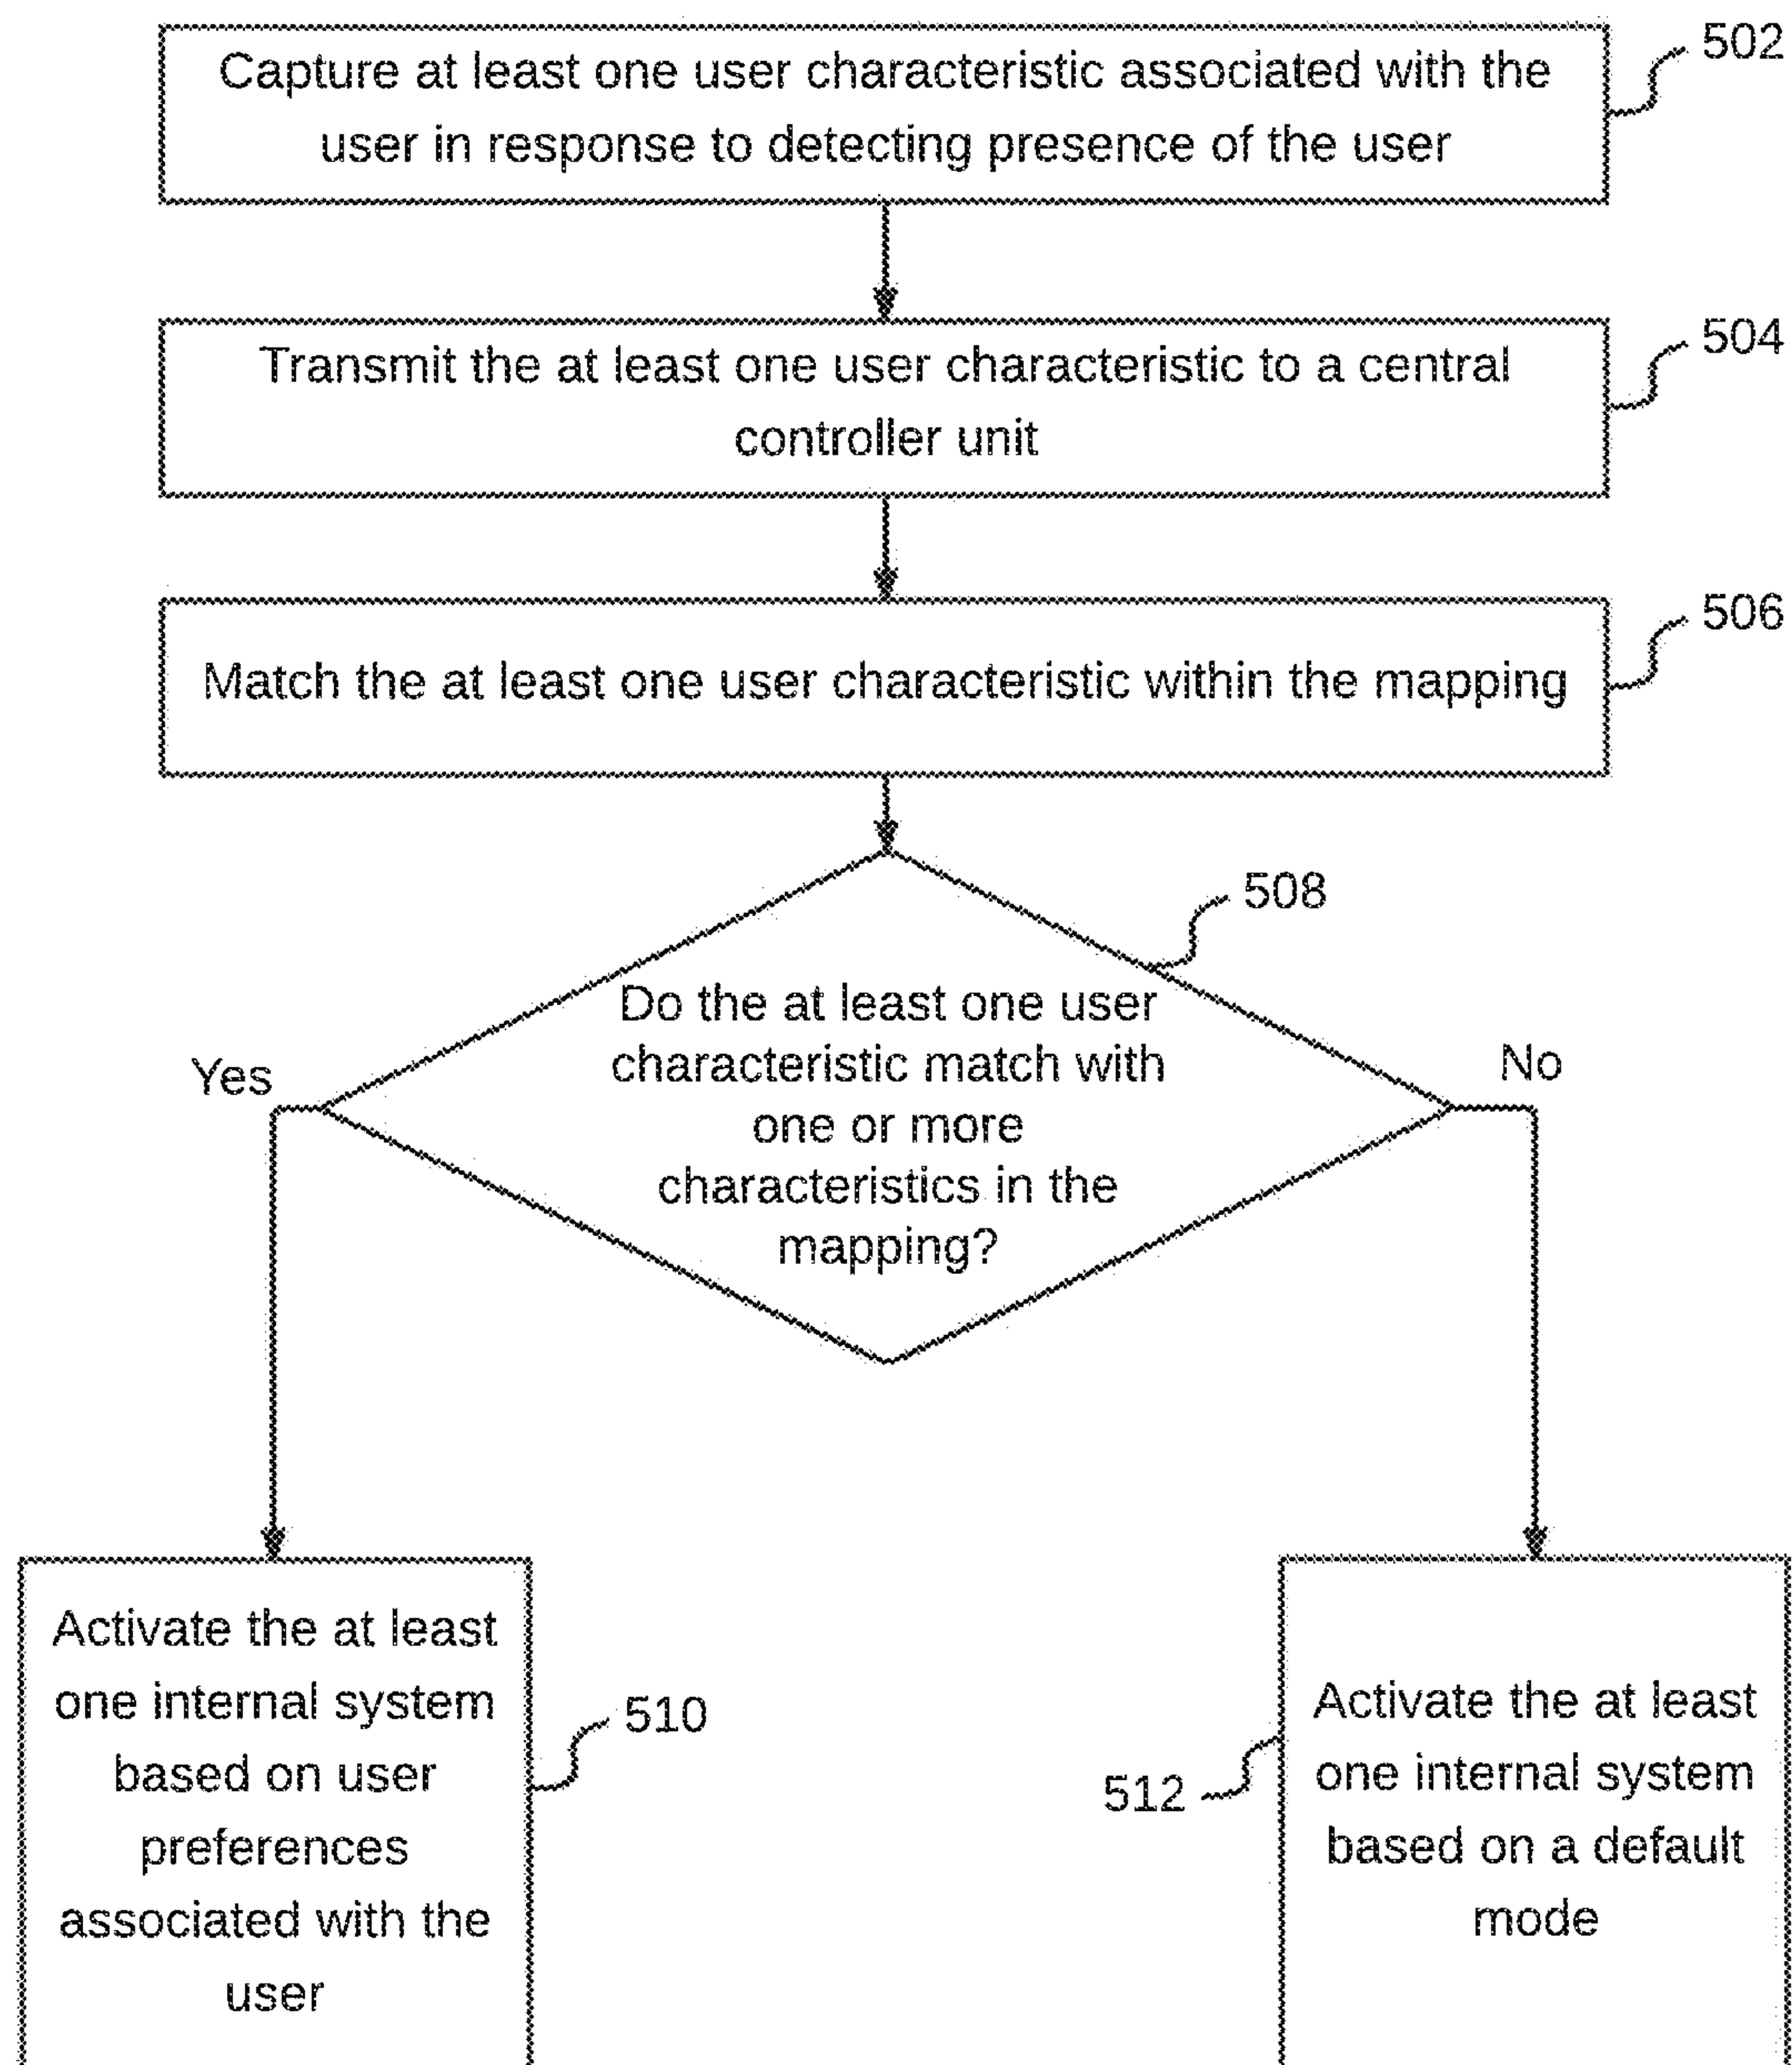 Capture at least one user characteristic associated with the
user in response to detecting presence of the user
502
Transmit the at least one user characteristic to a central
controller unit
504
Match the at least one user characteristic within the mapping
506
508
Do the at least one user
characteristic match with
one or more
characteristics in the
mapping?
Yes
No
Activate the at least
one internal system
based on user
preferences
associated with the
user
510
512
Activate the at least
one internal system
based on a default
mode